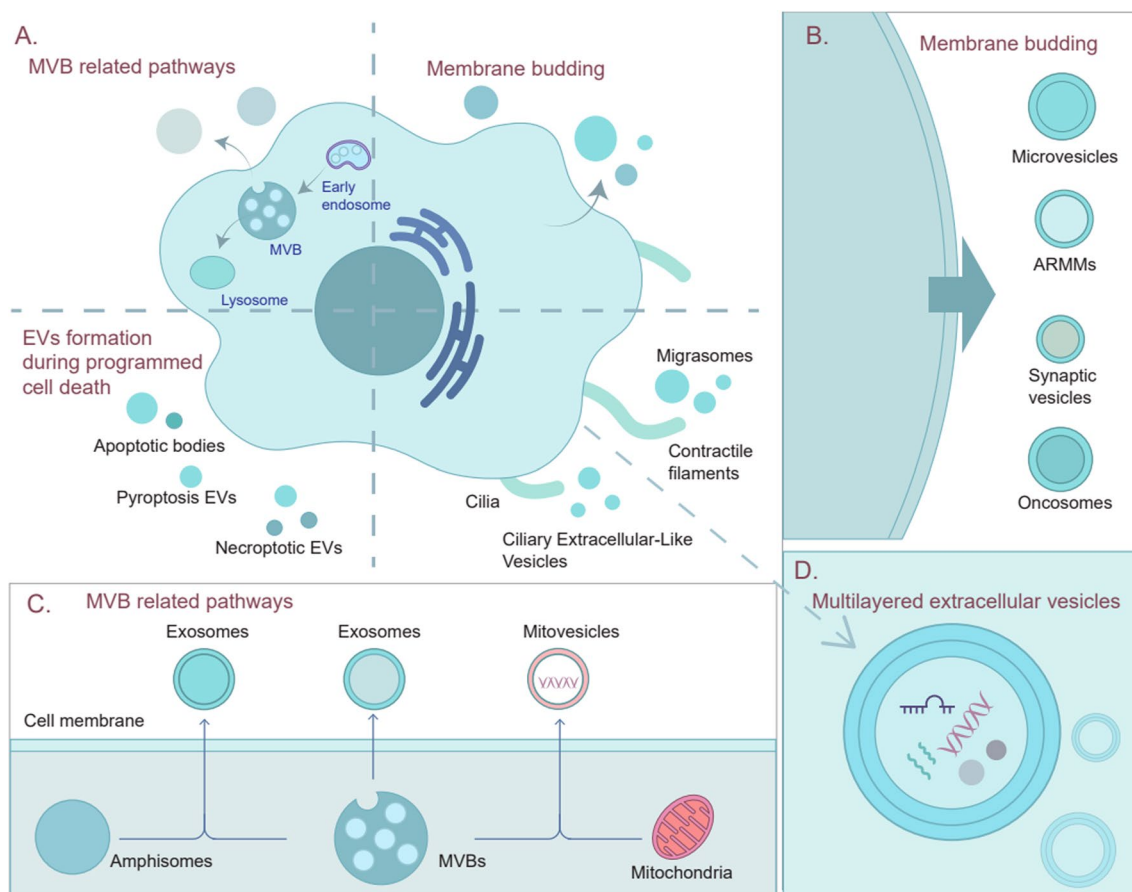 A.
MVB related pathways
Membrane budding
Early
endosome
MVB
Lysosome
EVs formation
during programmed
cell death
Apoptotic bodies
Pyroptosis EVs
Necroptotic EVs
Migrasomes
Contractile
filaments
Cilia
Ciliary Extracellular-Like
Vesicles
B.
Membrane budding
Microvesicles
ARMMs
Synaptic
vesicles
Oncosomes
C.
MVB related pathways
Exosomes
Exosomes
Mitovesicles
Cell membrane
Amphisomes
MVBs
Mitochondria
D.
Multilayered extracellular vesicles